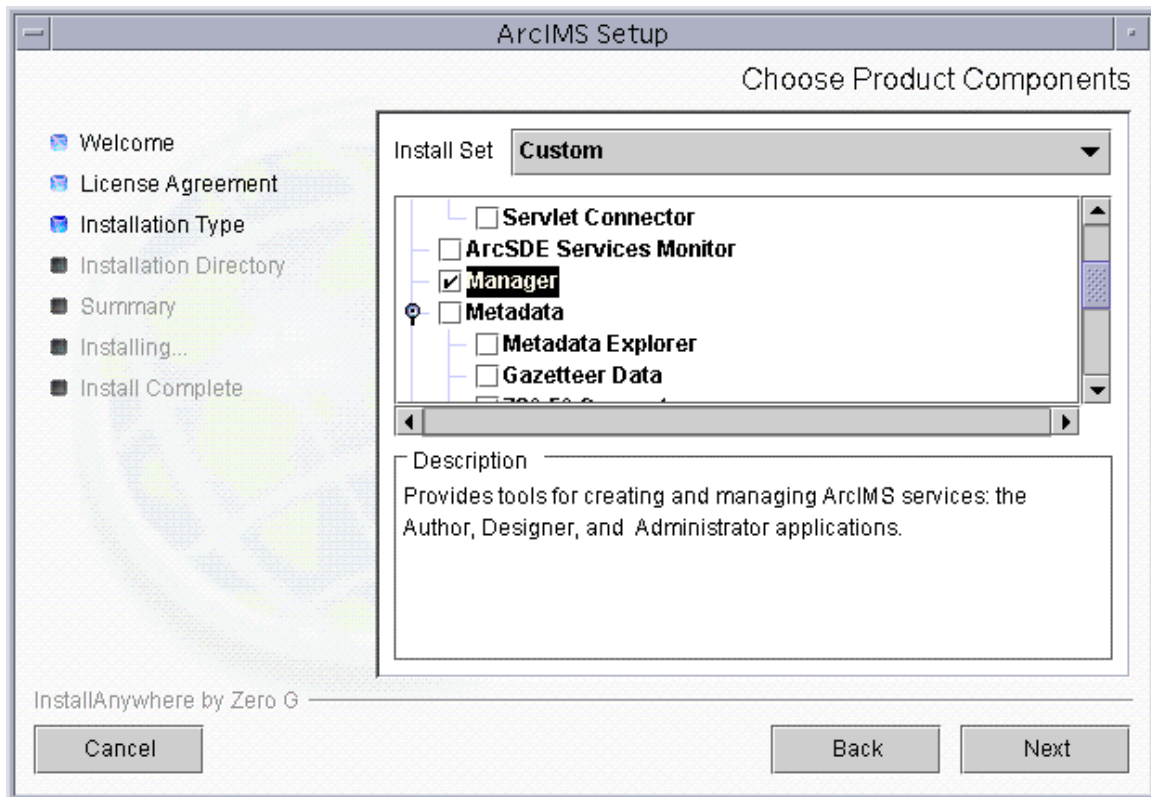 ArcIMS Setup
Choose Product Components
Welcome
License Agreement
Installation Type
Installation Directory
Summary
Installing...
Install Complete
Install Set Custom
Servlet Connector
ArcSDE Services Monitor
Manager
Metadata
Metadata Explorer
Gazetteer Data
Description
Provides tools for creating and managing ArcIMS services: the
Author, Designer, and Administrator applications.
InstallAnywhere by Zero G
Cancel
Back
Next